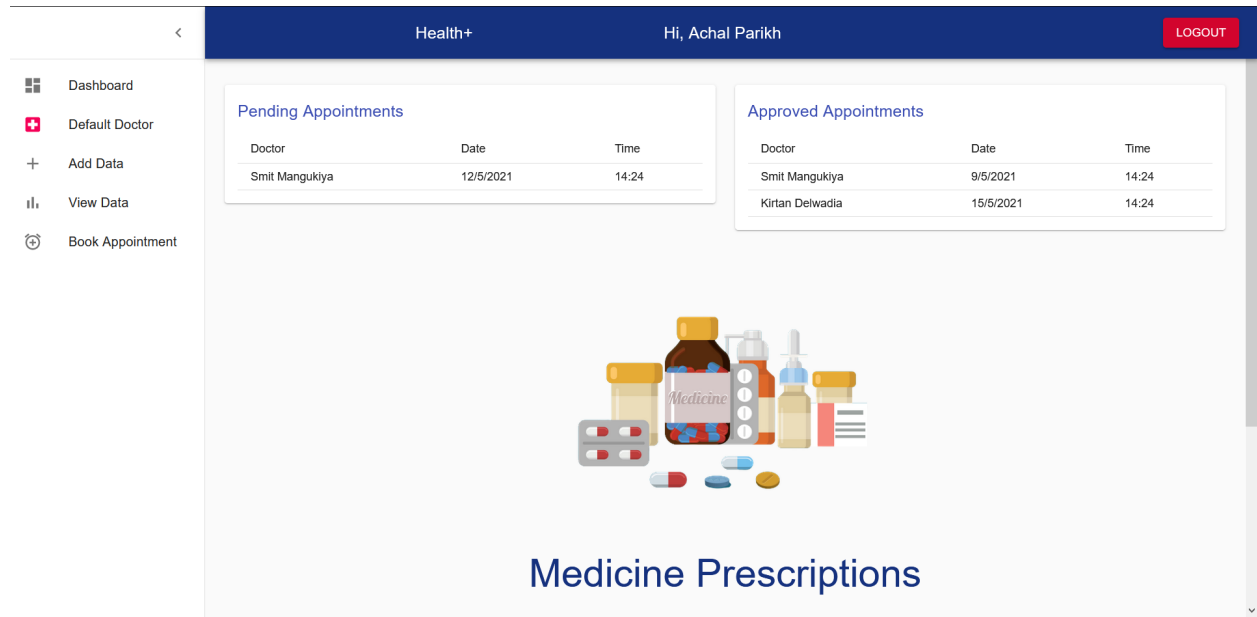 Health+ Hi, Achal Parikh LOGOUT
Dashboard
Default Doctor
Add Data
View Data
Book Appointment
Pending Appointments
Doctor Date Time
Smit Mangukiya 12/5/2021 14:24
Approved Appointments
Doctor Date Time
Smit Mangukiya 9/5/2021 14:24
Kirtan Delwadia 15/5/2021 14:24
Medicine
Medicine Prescriptions